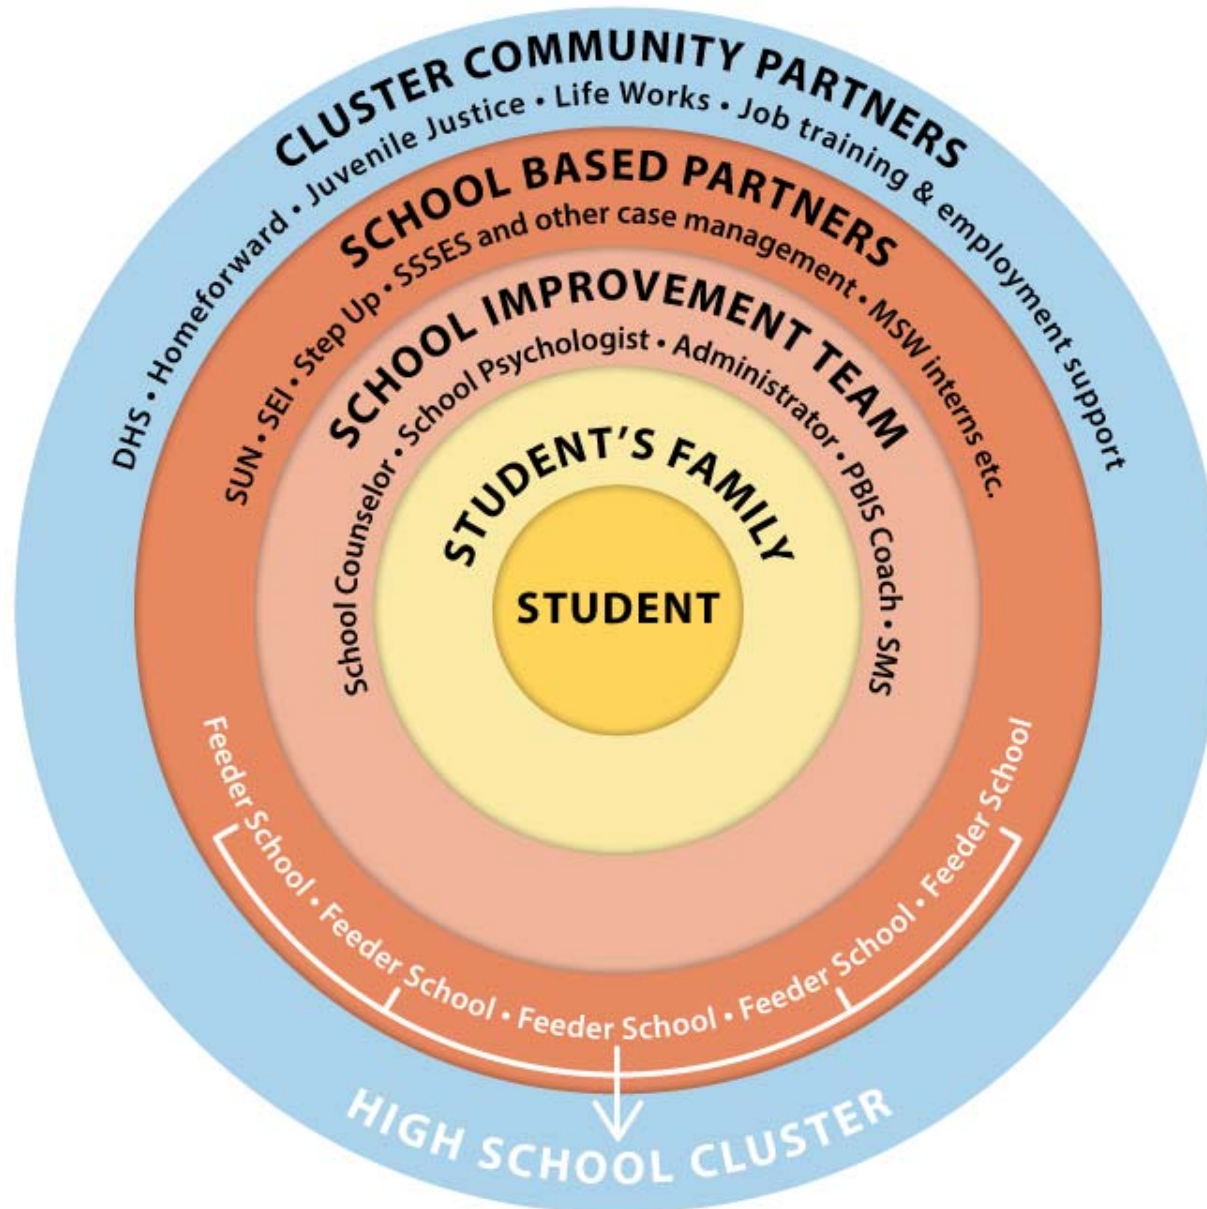 CLUSTER COMMUNITY PARTNERS
DHS • Homeforward • Juvenile Justice • Life Works • Job training & employment support
SCHOOL BASED PARTNERS
SUN • SEI • Step Up • SSSES and other case management • MSW interns etc.
SCHOOL IMPROVEMENT TEAM
School Counselor • School Psychologist • Administrator • PBIS Coach • SMS
STUDENT'S FAMILY
STUDENT
Feeder School • Feeder School • Feeder School • Feeder School • Feeder School
HIGH SCHOOL CLUSTER